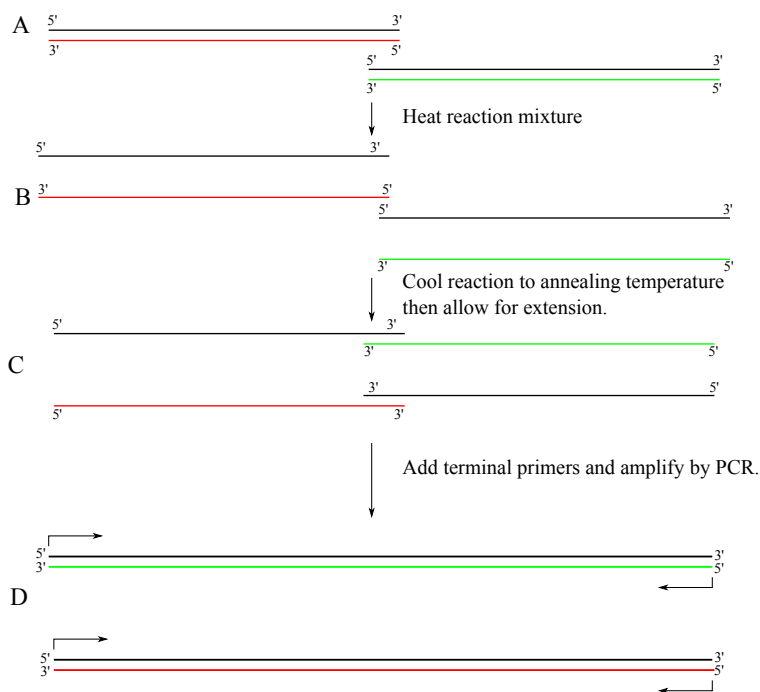 5' 3'
A
3' 5'
5' 3'
3' 5'
Heat reaction mixture
5' 3'
3' 5'
B
5' 3'
3' 5'
Cool reaction to annealing temperature
then allow for extension.
5' 3'
3' 5'
C
3' 5'
5' 3'
Add terminal primers and amplify by PCR.
5' 3'
3' 5'
D
5' 3'
3' 5'